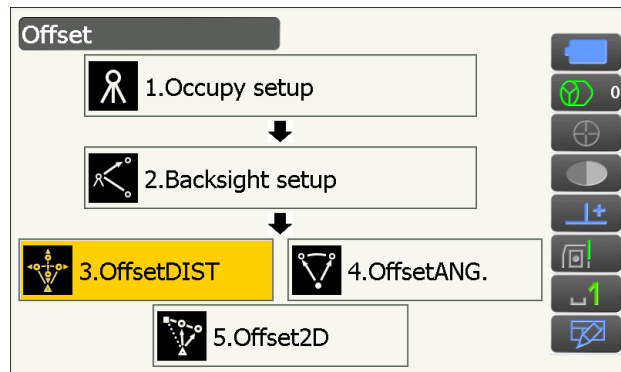 Offset
1.Occupy setup
0
2.Backsight setup
3.OffsetDIST
4.OffsetANG.
1
5.Offset2D